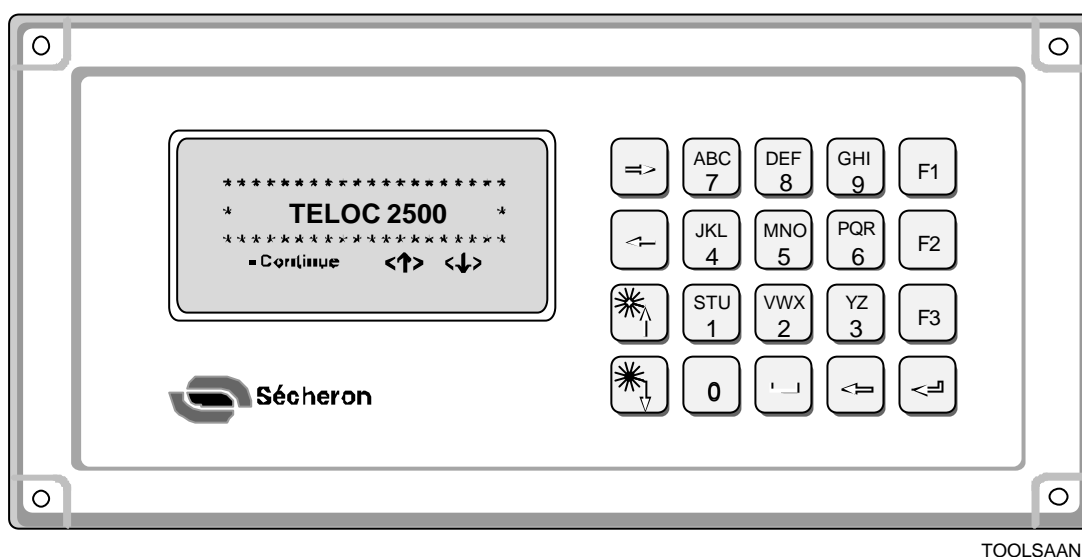 * * * * * * * * * * * * * * * * * * * *
* TELOC 2500 *
* * * * * * * * * * * * * * * * * * * *
=Continue <↑> <↓>
Sécheron
=> ABC 7 DEF 8 GHI 9 F1
JKL 4 MNO 5 PQR 6 F2
STU 1 VWX 2 YZ 3 F3
0
TOOLSAAN